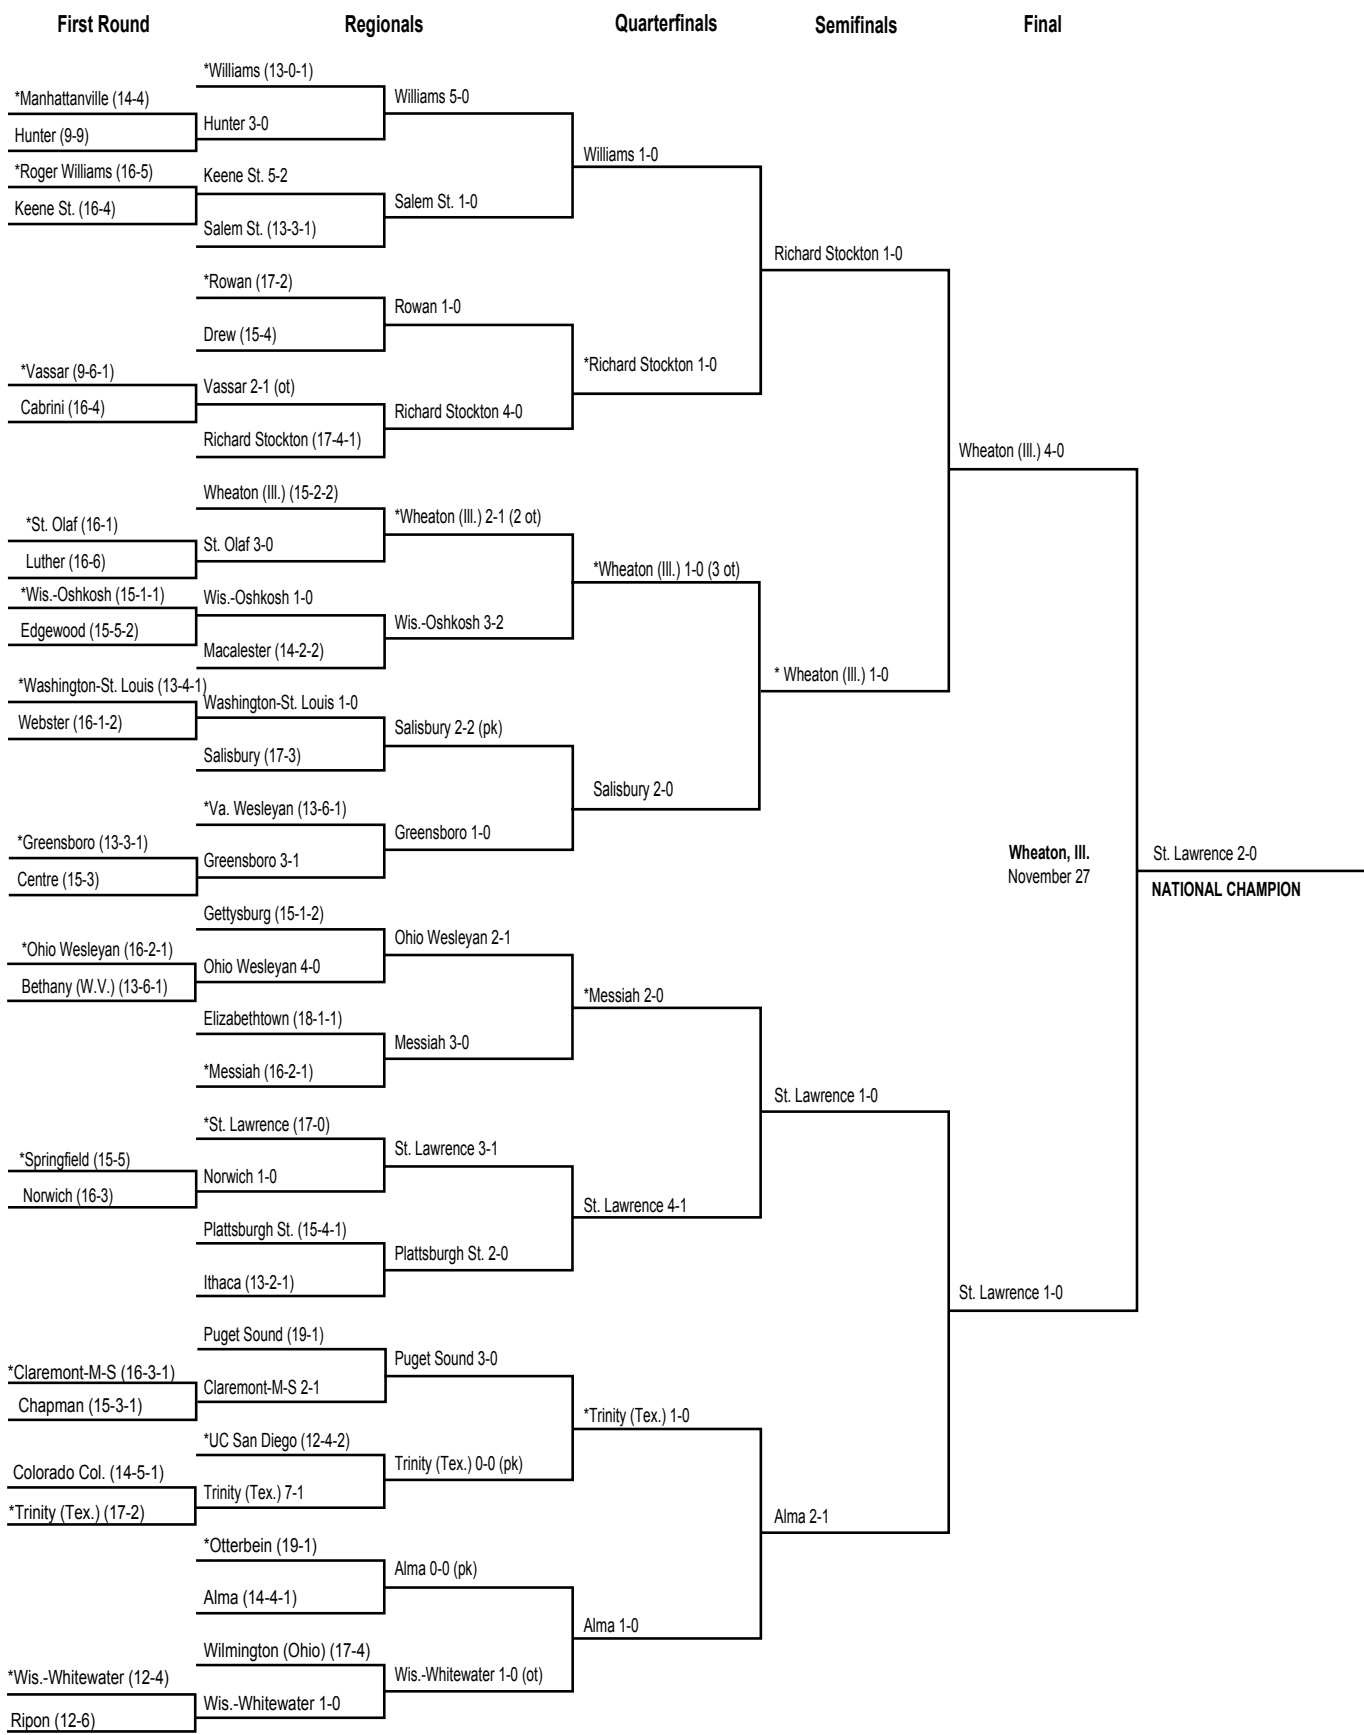 First Round
Regionals
Quarterfinals
Semifinals
Final
*Manhattanville (14-4)
Hunter (9-9)
*Roger Williams (16-5)
Keene St. (16-4)
*Vassar (9-6-1)
Cabrini (16-4)
*St. Olaf (16-1)
Luther (16-6)
*Wis.-Oshkosh (15-1-1)
Edgewood (15-5-2)
*Washington-St. Louis (13-4-1)
Webster (16-1-2)
*Greensboro (13-3-1)
Centre (15-3)
*Ohio Wesleyan (16-2-1)
Bethany (W.V.) (13-6-1)
*Springfield (15-5)
Norwich (16-3)
*Claremont-M-S (16-3-1)
Chapman (15-3-1)
Colorado Col. (14-5-1)
*Trinity (Tex.) (17-2)
*Wis.-Whitewater (12-4)
Ripon (12-6)
*Williams (13-0-1)
Hunter 3-0
Keene St. 5-2
Salem St. (13-3-1)
*Rowan (17-2)
Drew (15-4)
Vassar 2-1 (ot)
Richard Stockton (17-4-1)
Wheaton (Ill.) (15-2-2)
St. Olaf 3-0
Wis.-Oshkosh 1-0
Macalester (14-2-2)
Washington-St. Louis 1-0
Salisbury (17-3)
*Va. Wesleyan (13-6-1)
Greensboro 3-1
Gettysburg (15-1-2)
Ohio Wesleyan 4-0
Elizabethtown (18-1-1)
*Messiah (16-2-1)
*St. Lawrence (17-0)
Norwich 1-0
Plattsburgh St. (15-4-1)
Ithaca (13-2-1)
Puget Sound (19-1)
Claremont-M-S 2-1
*UC San Diego (12-4-2)
Trinity (Tex.) 7-1
*Otterbein (19-1)
Alma (14-4-1)
Wilmington (Ohio) (17-4)
Wis.-Whitewater 1-0
Williams 5-0
Salem St. 1-0
Rowan 1-0
Richard Stockton 4-0
*Wheaton (Ill.) 2-1 (2 ot)
Wis.-Oshkosh 3-2
Salisbury 2-2 (pk)
Greensboro 1-0
Ohio Wesleyan 2-1
Messiah 3-0
St. Lawrence 3-1
Plattsburgh St. 2-0
Puget Sound 3-0
Trinity (Tex.) 0-0 (pk)
Alma 0-0 (pk)
Wis.-Whitewater 1-0 (ot)
Williams 1-0
*Richard Stockton 1-0
*Wheaton (Ill.) 1-0 (3 ot)
Salisbury 2-0
*Messiah 2-0
St. Lawrence 4-1
*Trinity (Tex.) 1-0
Alma 1-0
Richard Stockton 1-0
* Wheaton (Ill.) 1-0
St. Lawrence 1-0
Alma 2-1
Wheaton (Ill.) 4-0
St. Lawrence 1-0
Wheaton, Ill.
November 27
St. Lawrence 2-0
NATIONAL CHAMPION